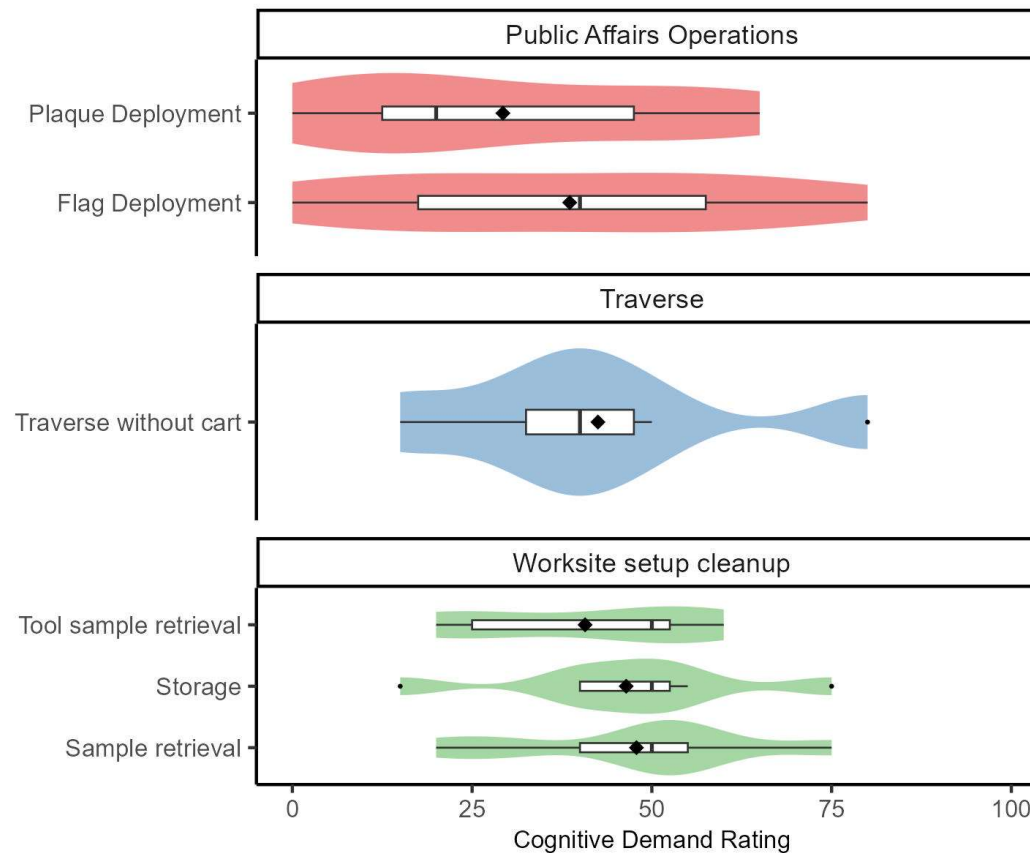 Public Affairs Operations
Plaque Deployment
Flag Deployment
Traverse
Traverse without cart
Worksite setup cleanup
Tool sample retrieval
Storage
Sample retrieval
0 25 50 75 100
Cognitive Demand Rating